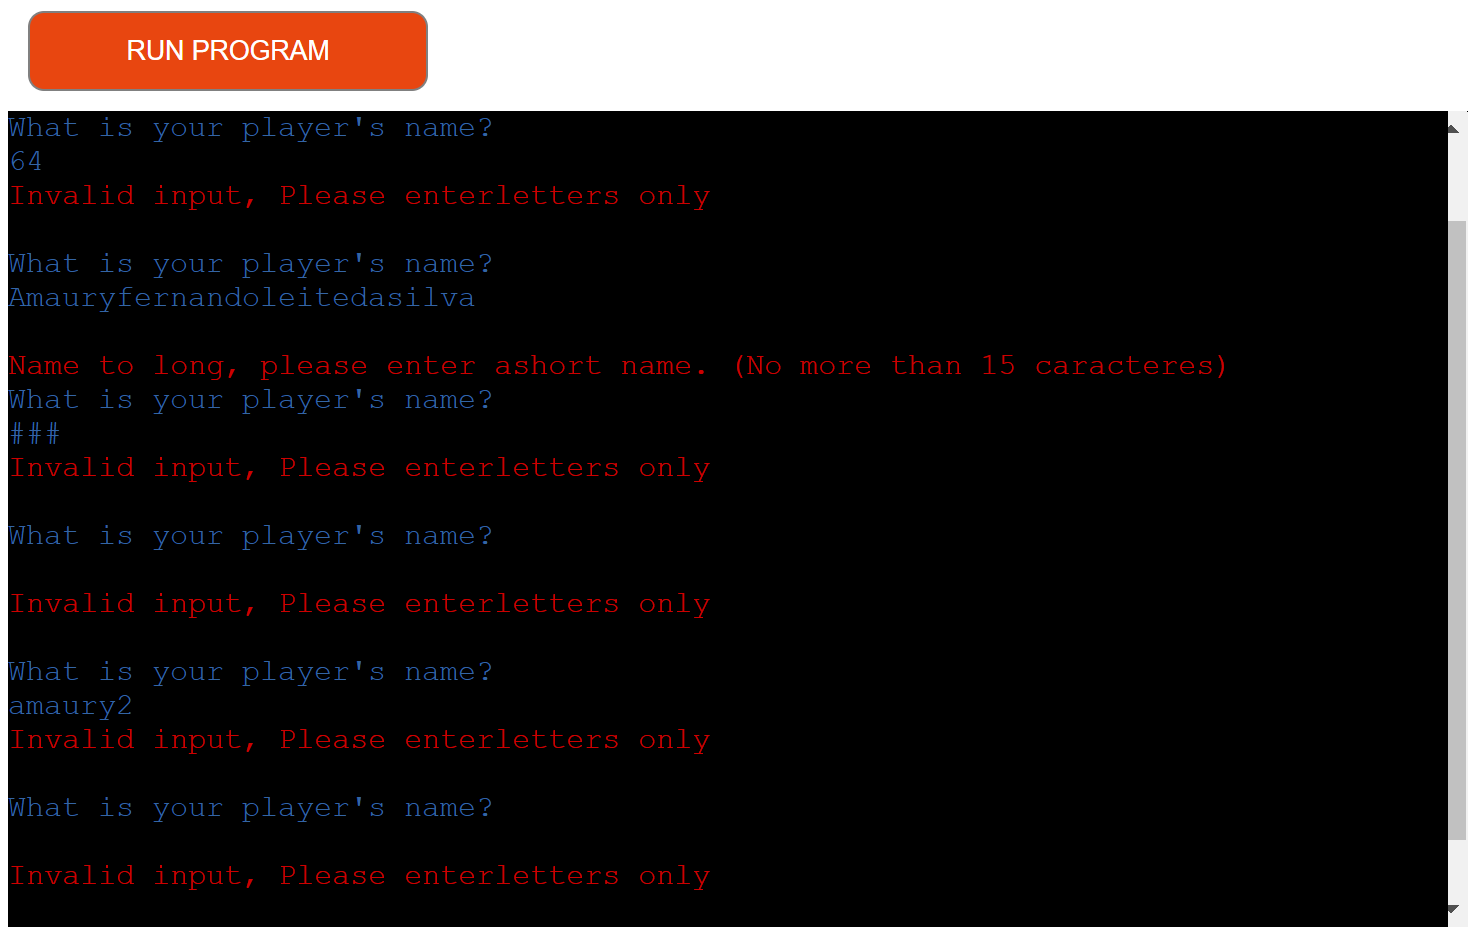 RUN PROGRAM
What is your player's name?
64
Invalid input, Please enterletters only
What is your player's name?
Amauryfernandoleitedasilva
Name to long, please enter ashort name. (No more than 15 caracteres)
What is your player's name?
###
Invalid input, Please enterletters only
What is your player's name?
Invalid input, Please enterletters only
What is your player's name?
amaury2
Invalid input, Please enterletters only
What is your player's name?
Invalid input, Please enterletters only